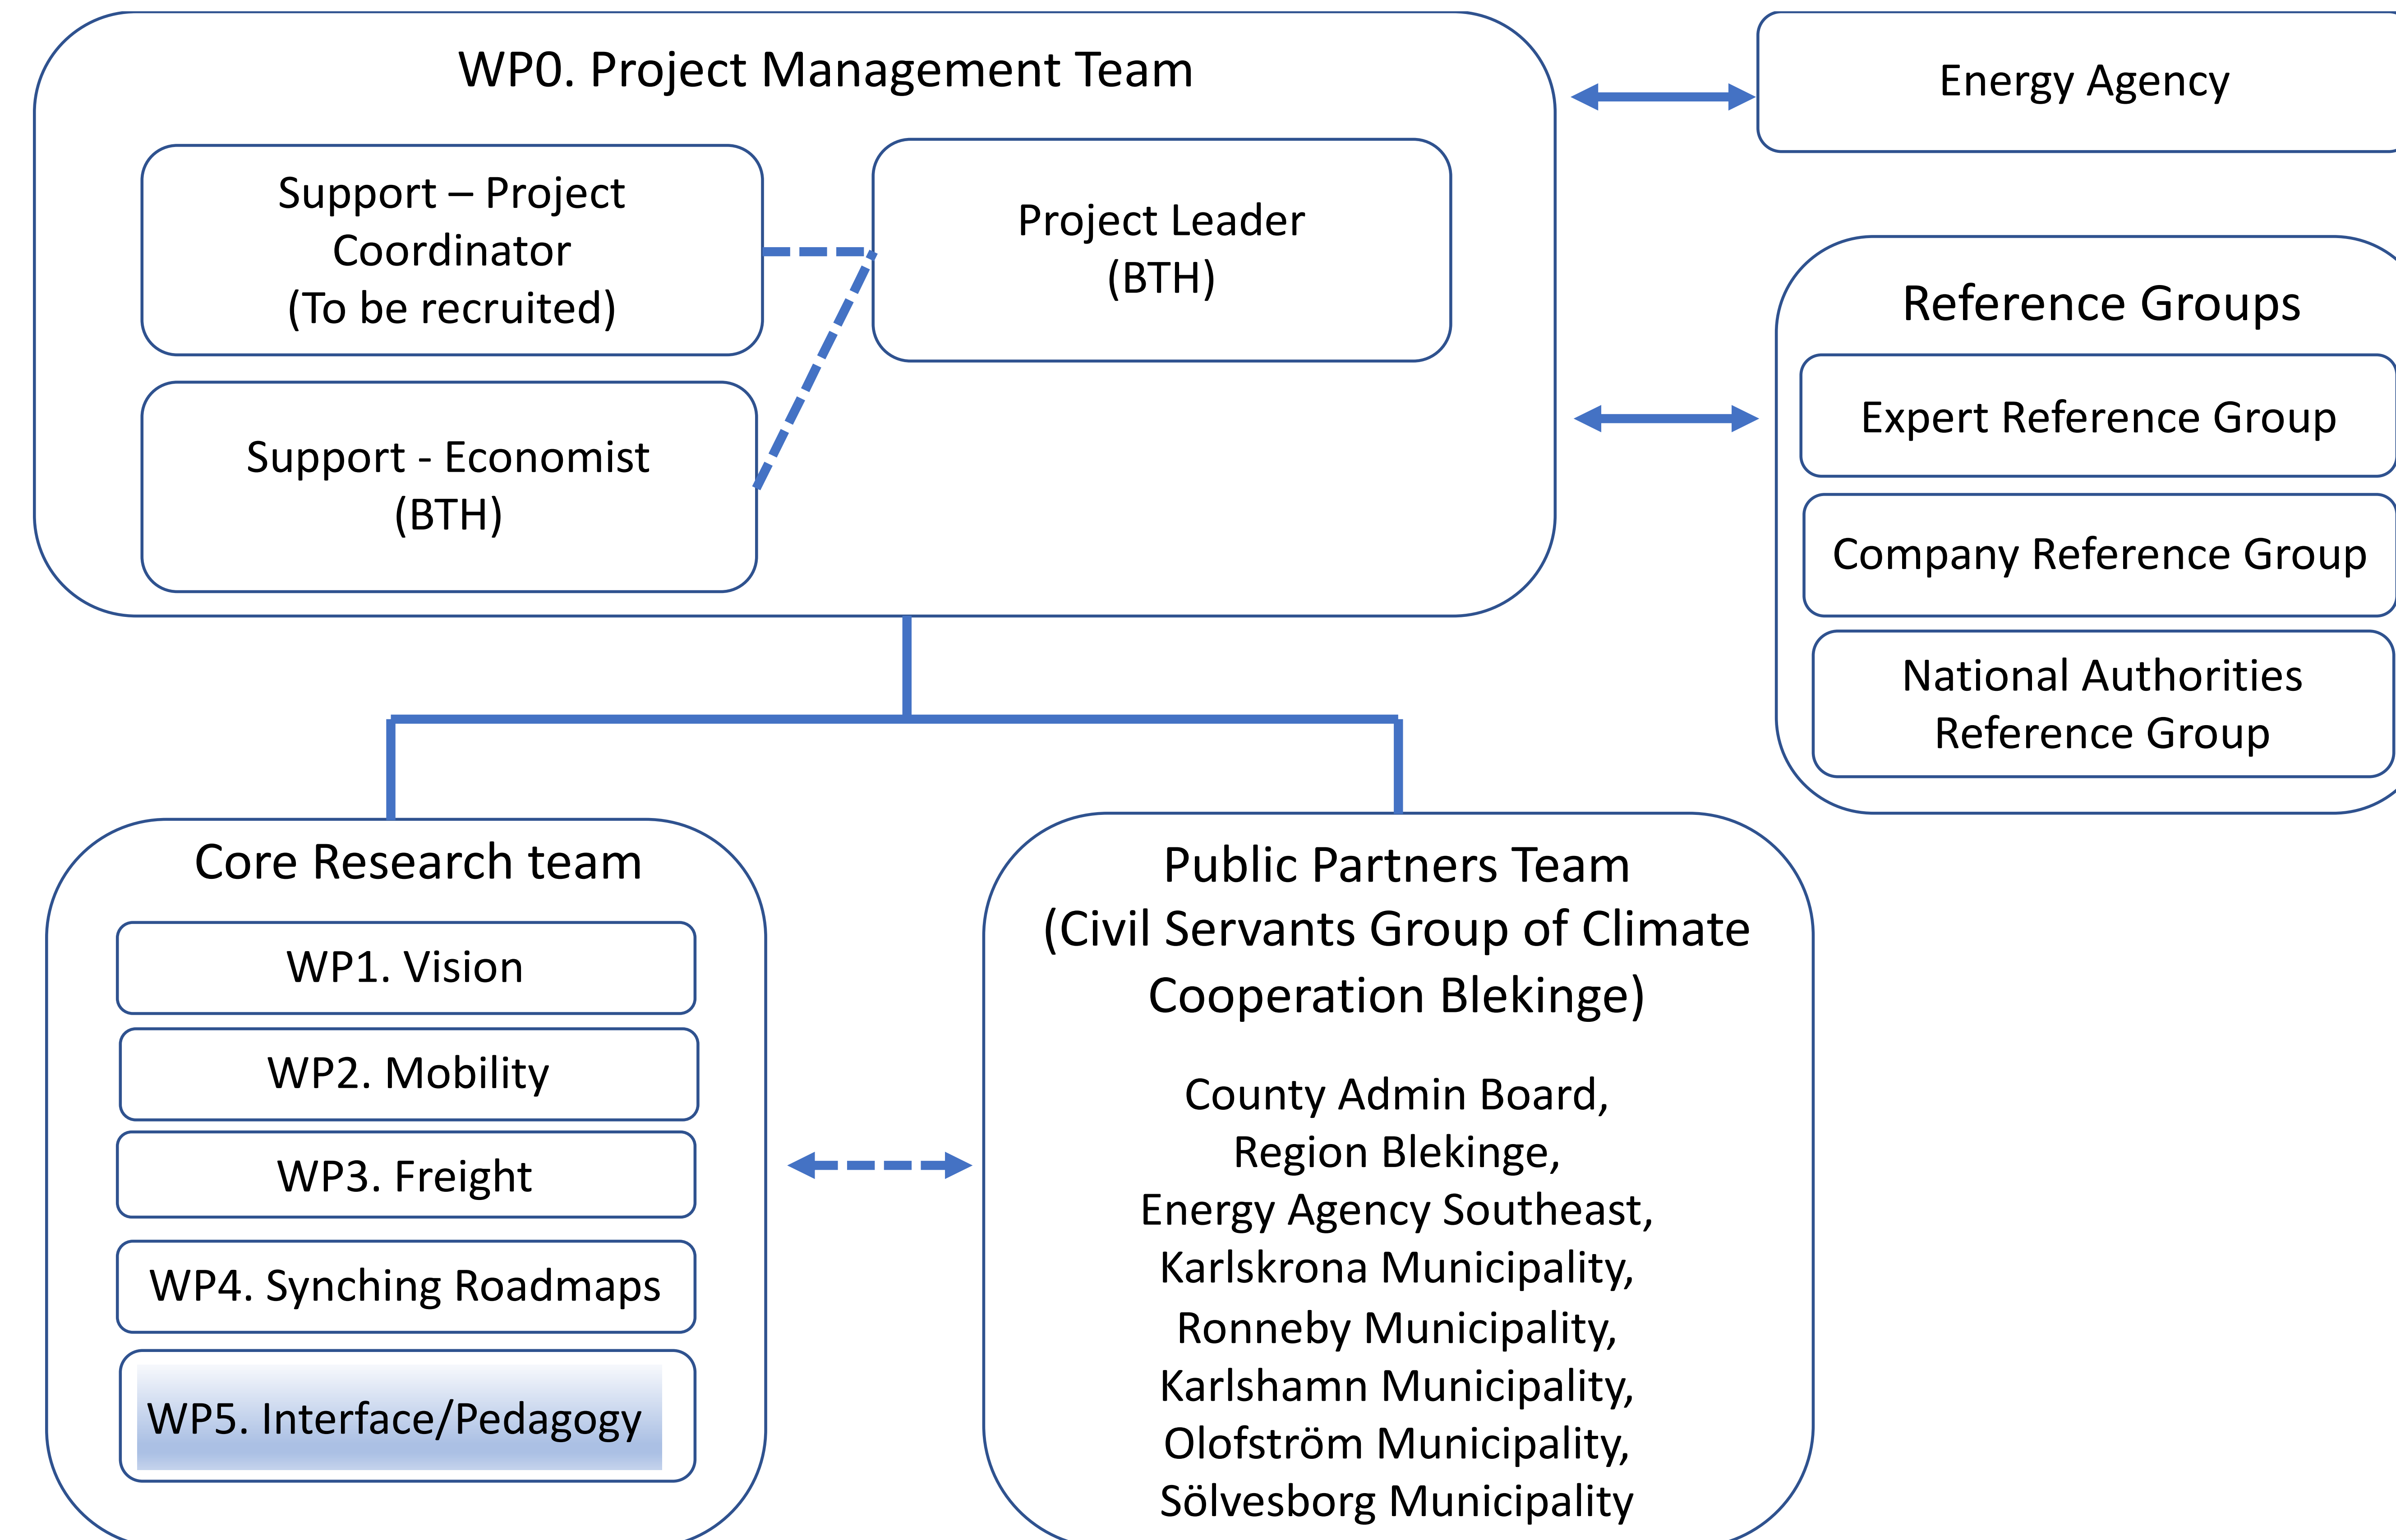 WP0. Project Management Team
Support – Project
Coordinator
(To be recruited)
Project Leader
(BTH)
Support - Economist
(BTH)
Energy Agency
Reference Groups
Expert Reference Group
Company Reference Group
National Authorities
Reference Group
Core Research team
WP1. Vision
WP2. Mobility
WP3. Freight
WP4. Synching Roadmaps
WP5. Interface/Pedagogy
Public Partners Team
(Civil Servants Group of Climate
Cooperation Blekinge)
County Admin Board,
Region Blekinge,
Energy Agency Southeast,
Karlskrona Municipality,
Ronneby Municipality,
Karlshamn Municipality,
Olofström Municipality,
Sölvesborg Municipality